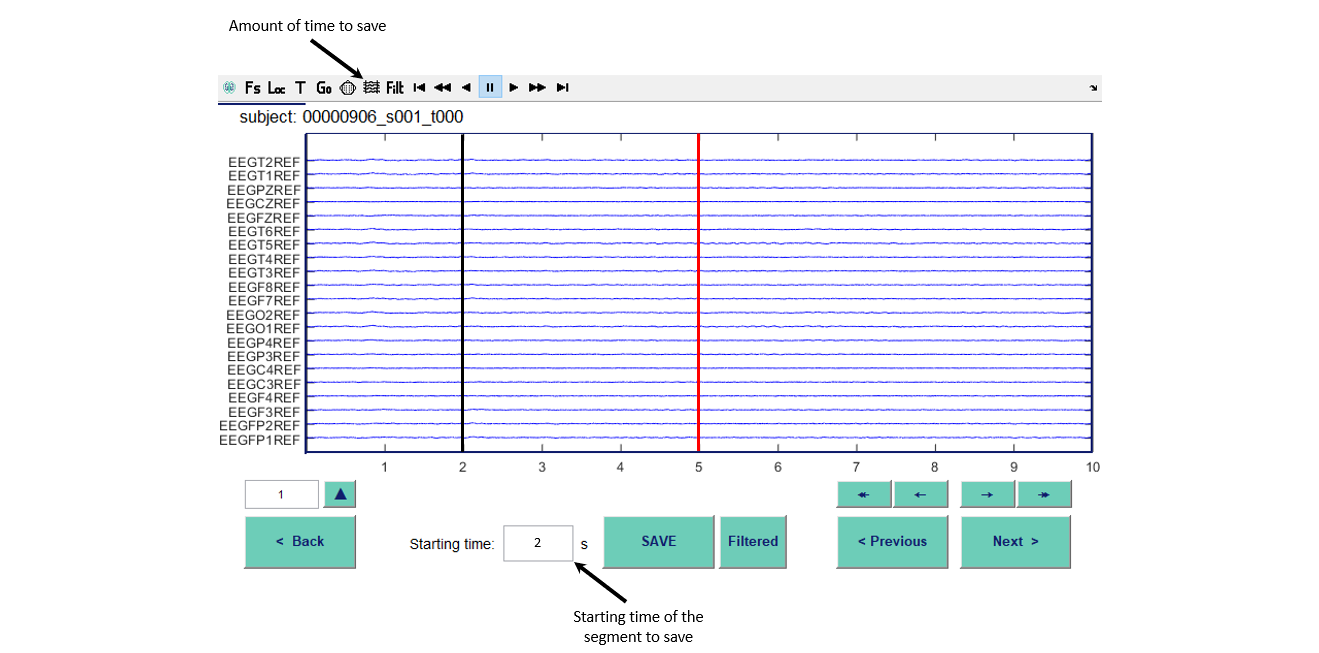 Amount of time to save
Fs Loc T Go Filt
subject: 00000906_s001_t000
EEGT2REF
EEGT1REF
EEGPZREF
EEGCZREF
EEGFZREF
EEGT6REF
EEGT5REF
EEGT4REF
EEGT3REF
EEGF8REF
EEGF7REF
EEGO2REF
EEGO1REF
EEGP4REF
EEGP3REF
EEGC4REF
EEGC3REF
EEGF4REF
EEGF3REF
EEGFP2REF
EEGFP1REF
1 2 3 4 5 6 7 8 9 10
1
< Back
Starting time: 2 s
SAVE
Filtered
< Previous
Next >
Starting time of the
segment to save